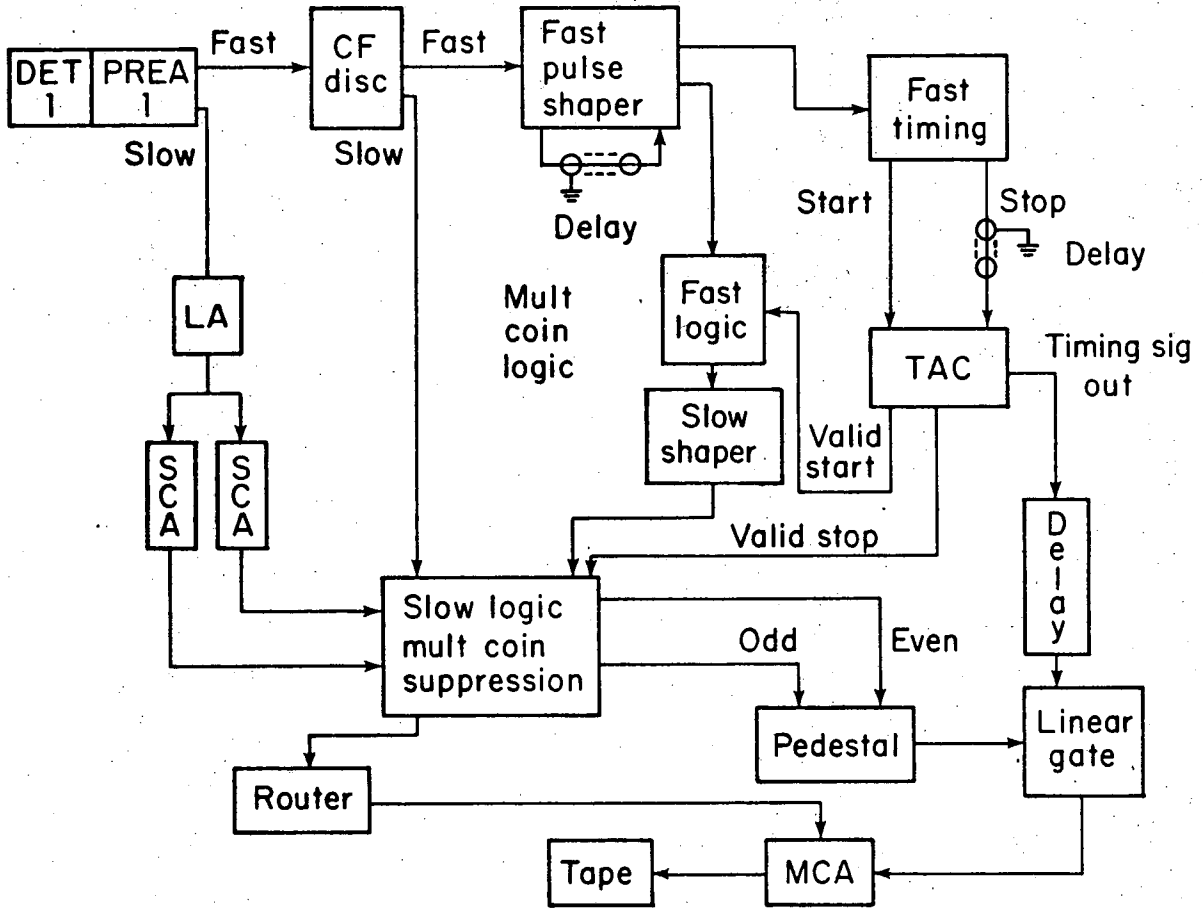 DET
1
PREA
1
Fast
Slow
CF
disc
Fast
Slow
Fast
pulse
shaper
Delay
Fast
timing
Start
Stop
Delay
LA
Mult
coin
logic
Fast
logic
TAC
Timing sig
out
Slow
shaper
Valid
start
SCA
SCA
Valid stop
Delay
Slow logic
mult coin
suppression
Odd
Even
Pedestal
Linear
gate
Router
Tape
MCA